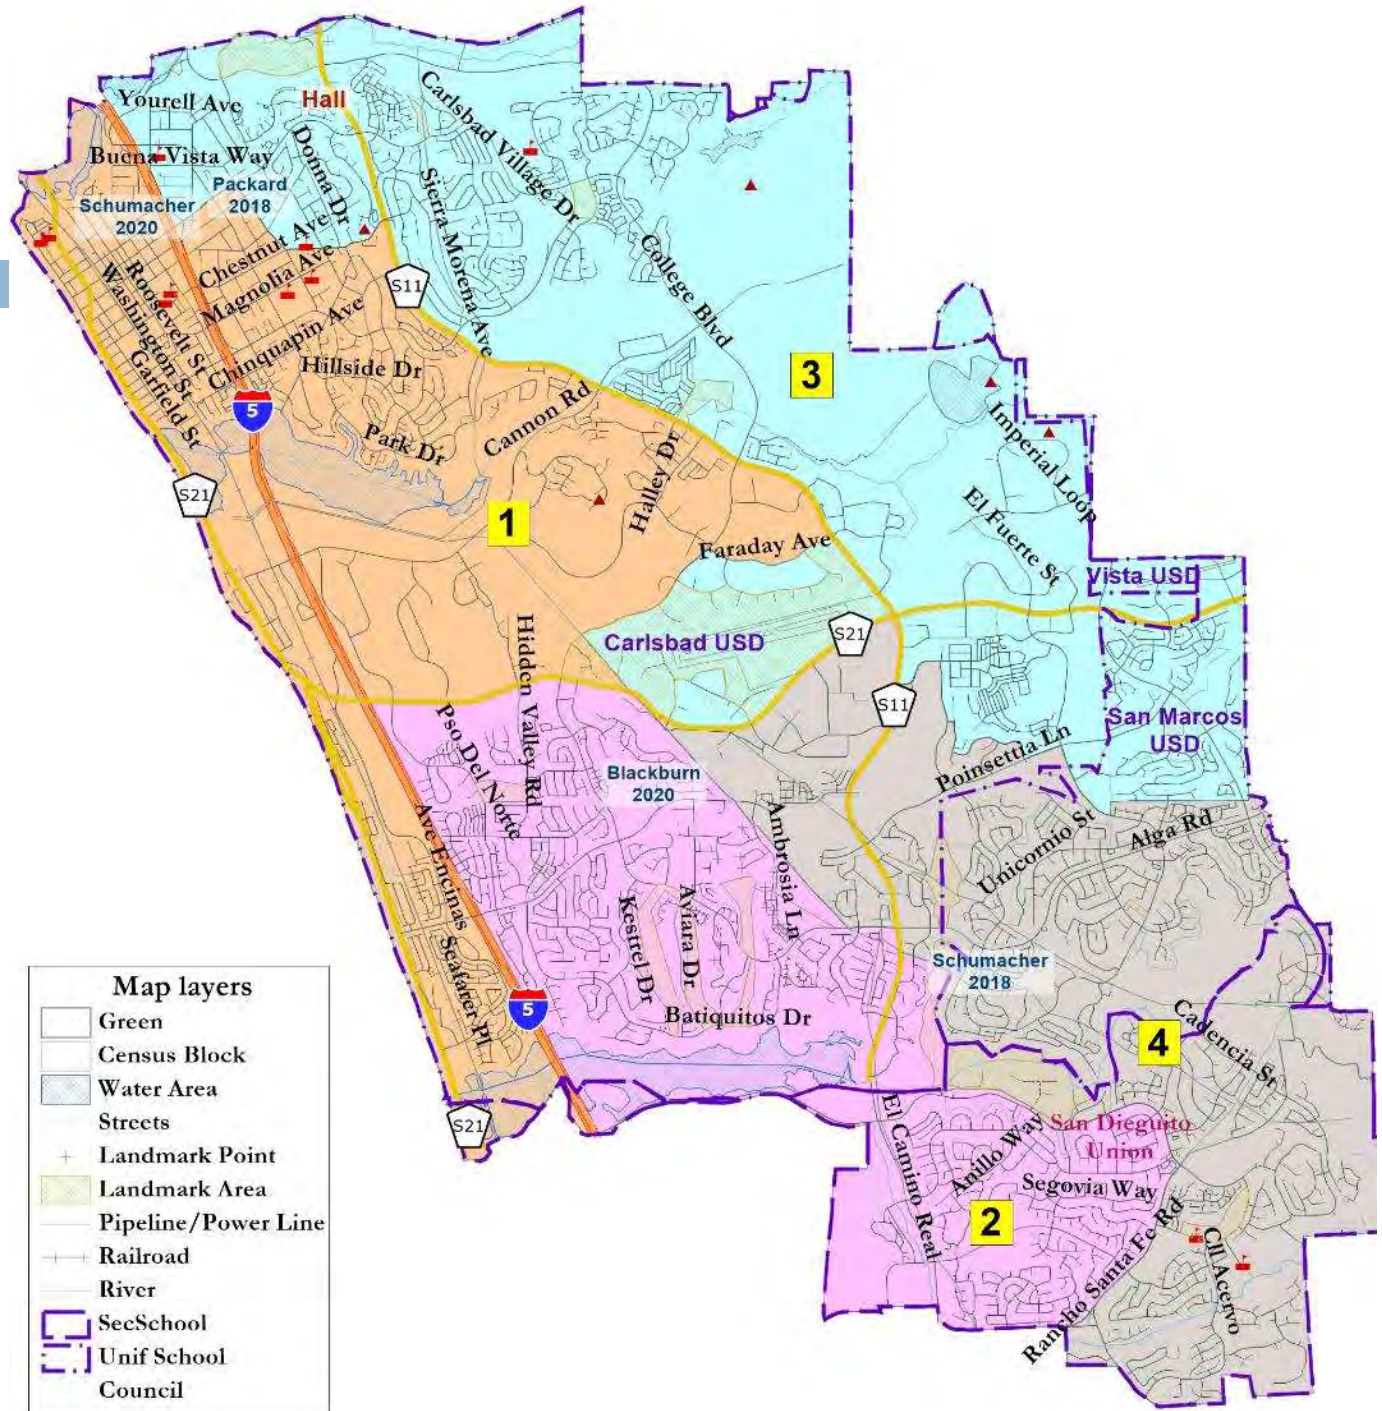 Yourell Ave
Hall
Carlsbad Village Dr
Buena Vista Way
Donna Dr
Packard
2018
Schumacher
2020
Sierra Morena Ave
Chestnut Ave
Magnolia Ave
College Blvd
S11
Roosevelt St
Washington St
Garfield St
Chinquapin Ave
Hillside Dr
3
5
Park Dr
Cannon Rd
Imperial Loop
S21
1
Halley Dr
El Fuerte St
Faraday Ave
Vista USD
Carlsbad USD
S21
Hidden Valley Rd
S11
San Marcos
USD
Pso Del Norte
Poinsettia Ln
Blackburn
2020
Ave Encinas
Ambrosia Ln
Unicornio St
Alga Rd
Kestrel Dr
Aviara Dr
Seafarer Pl
Schumacher
2018
5
Batiquitos Dr
4
Cadencia St
S21
El Camino Real
Anillo Way
San Dieguito
Union
Segovia Way
2
Rancho Santa Fe Rd
Cll Acervo
Map layers
Green
Census Block
Water Area
Streets
Landmark Point
Landmark Area
Pipeline/Power Line
Railroad
River
SecSchool
Unif School
Council